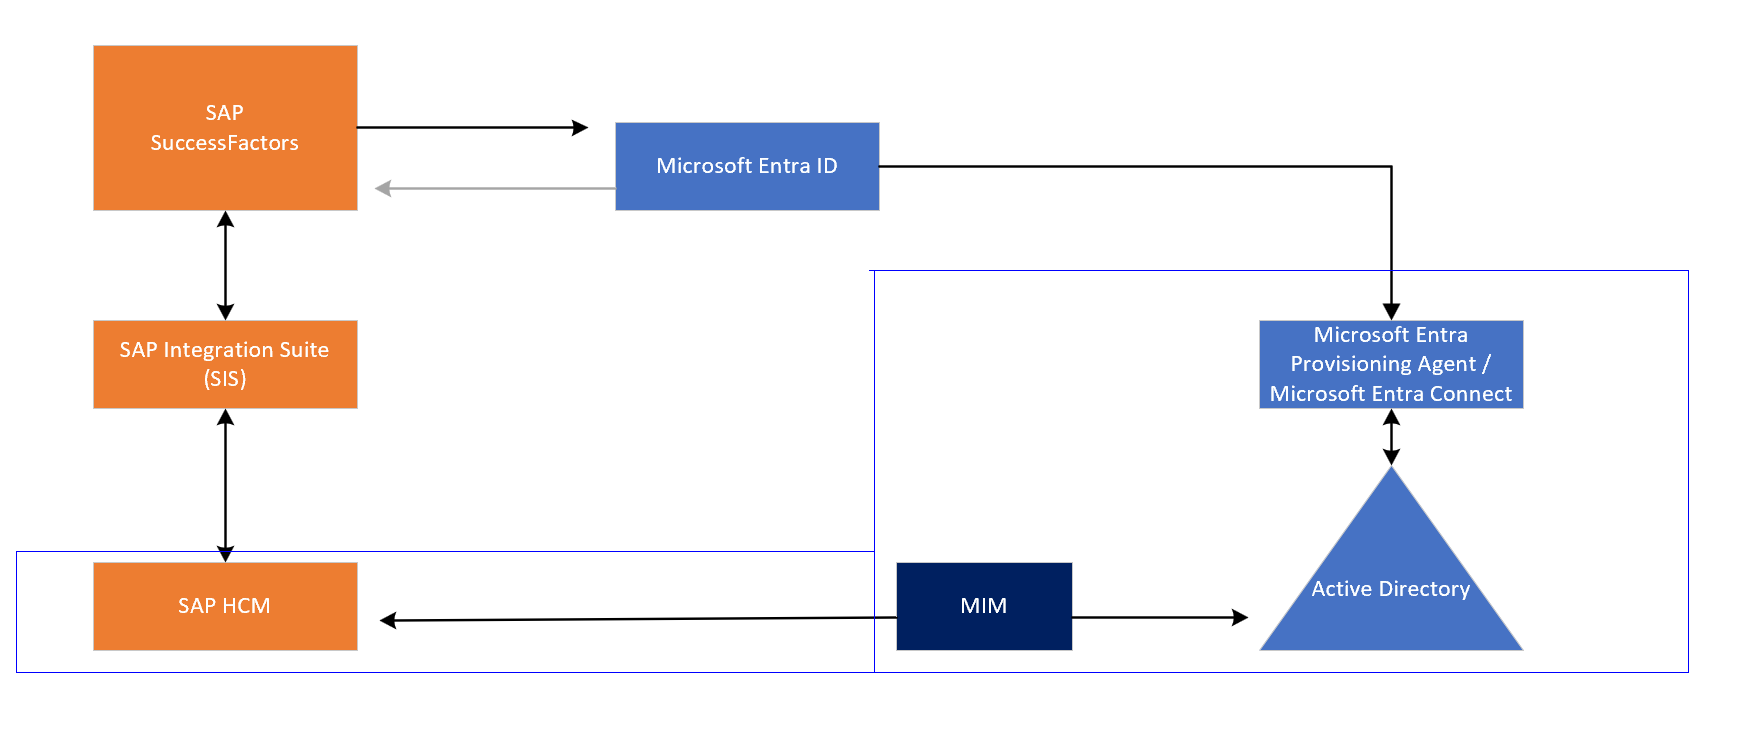 SAP
SuccessFactors
Microsoft Entra ID
SAP Integration Suite
(SIS)
Microsoft Entra
Provisioning Agent /
Microsoft Entra Connect
SAP HCM
MIM
Active Directory